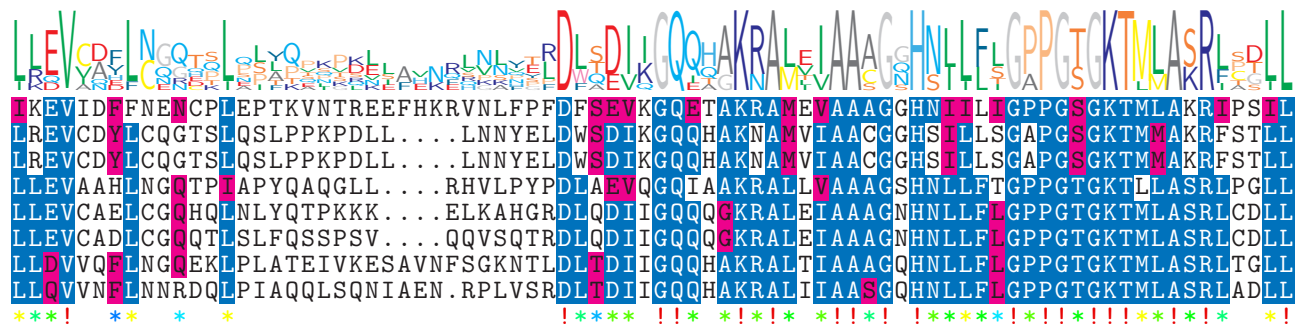 IKEVIDFFNENCPLEPTKVNTREEFHKRVNLFPFDFSEVKGQETAKRAMEVAAAGGHNIILIGPPGSGKTMLAKRIPSIL
LREVCDYLCQGTSLQSLPPKPDLL....LNNYELDWSDIKGQQHAKNAMVIAACGGHSILLSGAPGSGKTMMAKRFSTLL
LREVCDYLCQGTSLQSLPPKPDLL....LNNYELDWSDIKGQQHAKNAMVIAACGGHSILLSGAPGSGKTMMAKRFSTLL
LLEVAAHLNGQTPIAPYQAQGLL....RHVLPYPDLAEVQGQIAAKRALLVAAAGSHNLLFTGPPGTGKTLLASRLPGLL
LLEVCAELCGQHQLNLYQTPKKK....ELKAHGRDLQDIIGQQQGKRALEIAAAGNHNLLFLGPPGTGKTMLASRLCDLL
LLEVCADLCGQQTLSLFQSSPSV....QQVSQTRDLQDIIGQQQGKRALEIAAAGNHNLLFLGPPGTGKTMLASRLCDLL
LLDVVQFLNGQEKLPLATEIVKESAVNFSGKNTLDLTDIIGQQHAKRALTIAAAGQHNLLFLGPPGTGKTMLASRLTGLL
LLQVVNFLNNRDQLPIAQQLSQNIAEN.RPLVSRDLTDIIGQQHAKRALIIAASGQHNLLFLGPPGTGKTMLASRLADLL